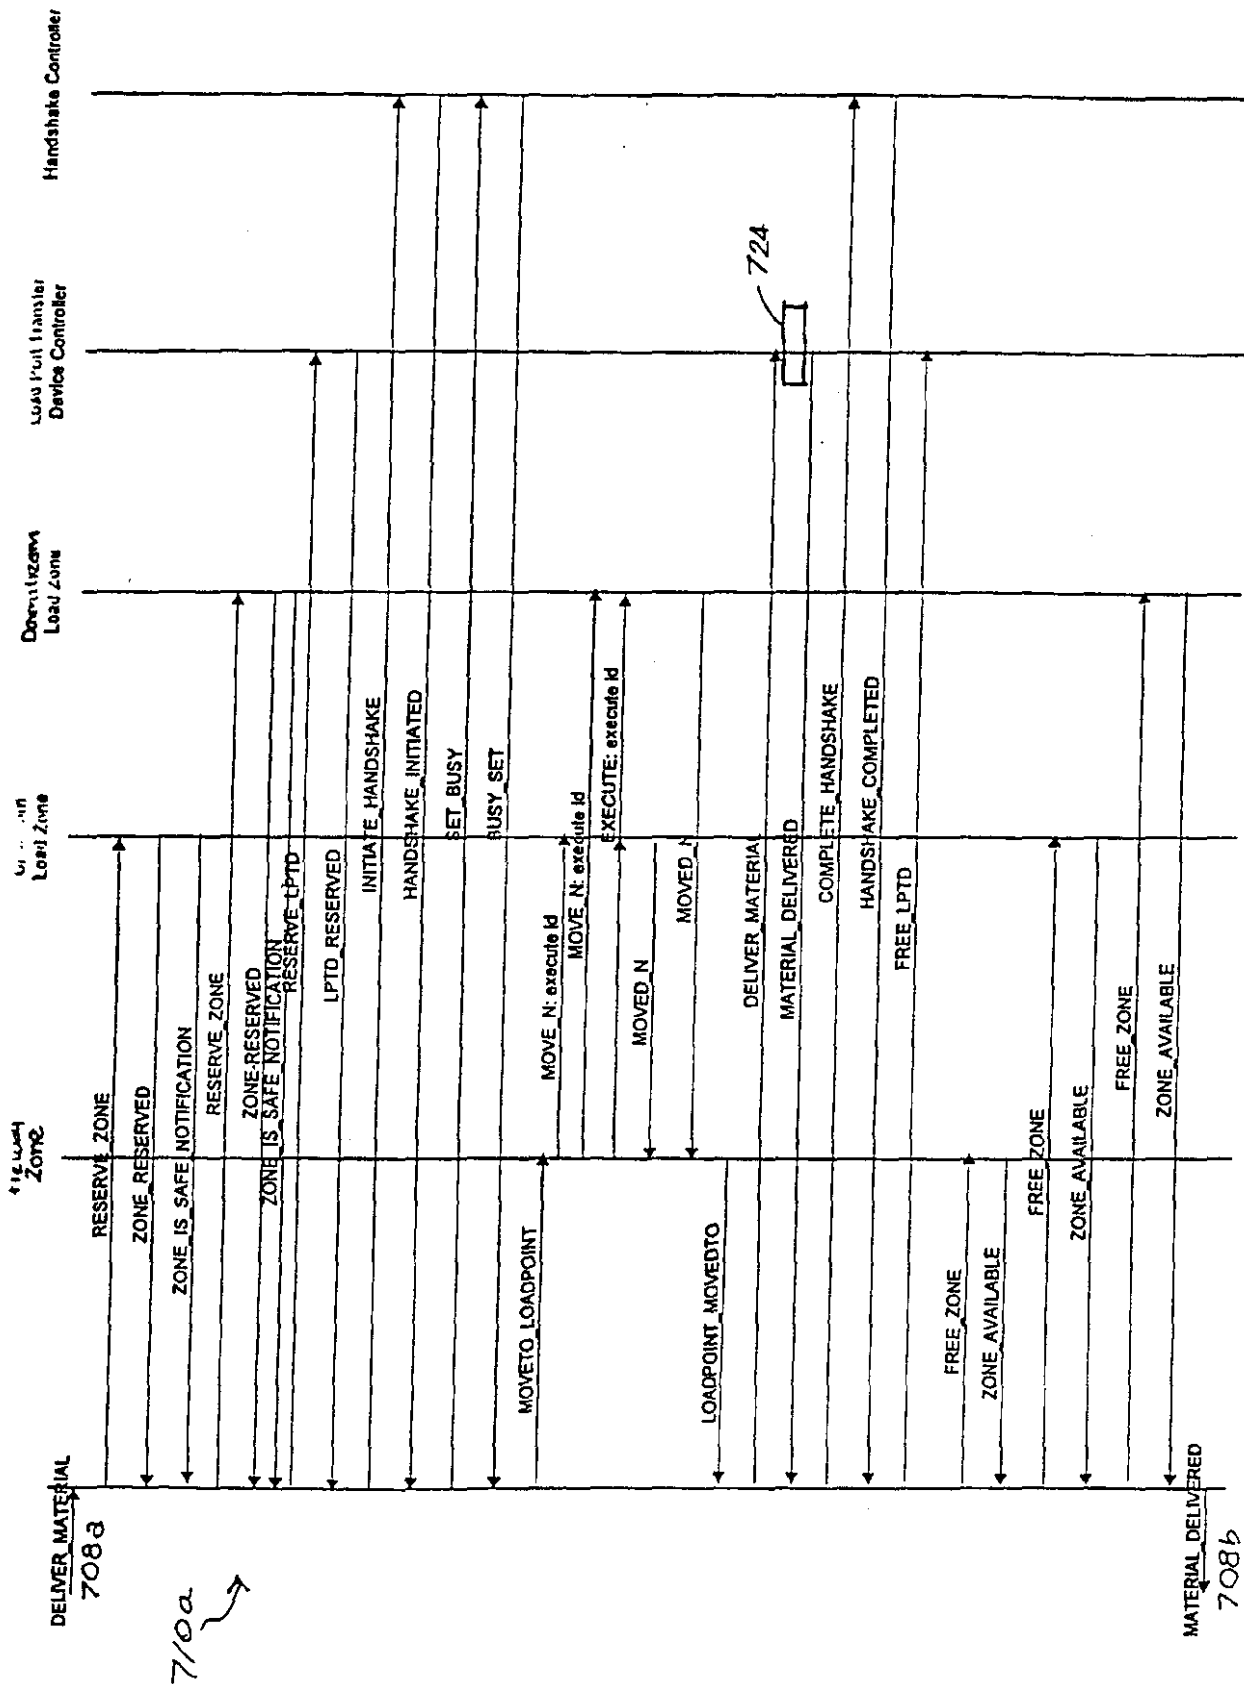 Zone
Load Zone
Downstream
Load Zone
Device Controller
Handshake Controller
DELIVER_MATERIAL
708a
710a
RESERVE_ZONE
ZONE_RESERVED
ZONE_IS_SAFE_NOTIFICATION
RESERVE_ZONE
ZONE-RESERVED
ZONE_IS_SAFE_NOTIFICATION
RESERVE_LPTD
LPTD_RESERVED
INITIATE_HANDSHAKE
HANDSHAKE_INITIATED
SET_BUSY
BUSY_SET
MOVETO_LOADPOINT
MOVE_N: execute id
MOVE_N: execute id
EXECUTE: execute id
MOVED_N
MOVED_N
LOADPOINT_MOVEDTO
DELIVER_MATERIAL
724
MATERIAL_DELIVERED
COMPLETE_HANDSHAKE
HANDSHAKE_COMPLETED
FREE_LPTD
FREE_ZONE
ZONE_AVAILABLE
FREE_ZONE
ZONE_AVAILABLE
FREE_ZONE
ZONE_AVAILABLE
MATERIAL_DELIVERED
708b